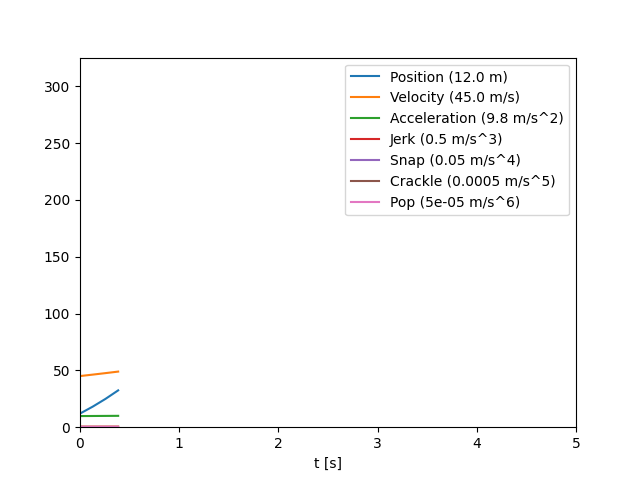 300
250
200
150
100
50
0
Position (12.0 m)
Velocity (45.0 m/s)
Acceleration (9.8 m/s^2)
Jerk (0.5 m/s^3)
Snap (0.05 m/s^4)
Crackle (0.0005 m/s^5)
Pop (5e-05 m/s^6)
0 1 2 3 4 5
t [s]